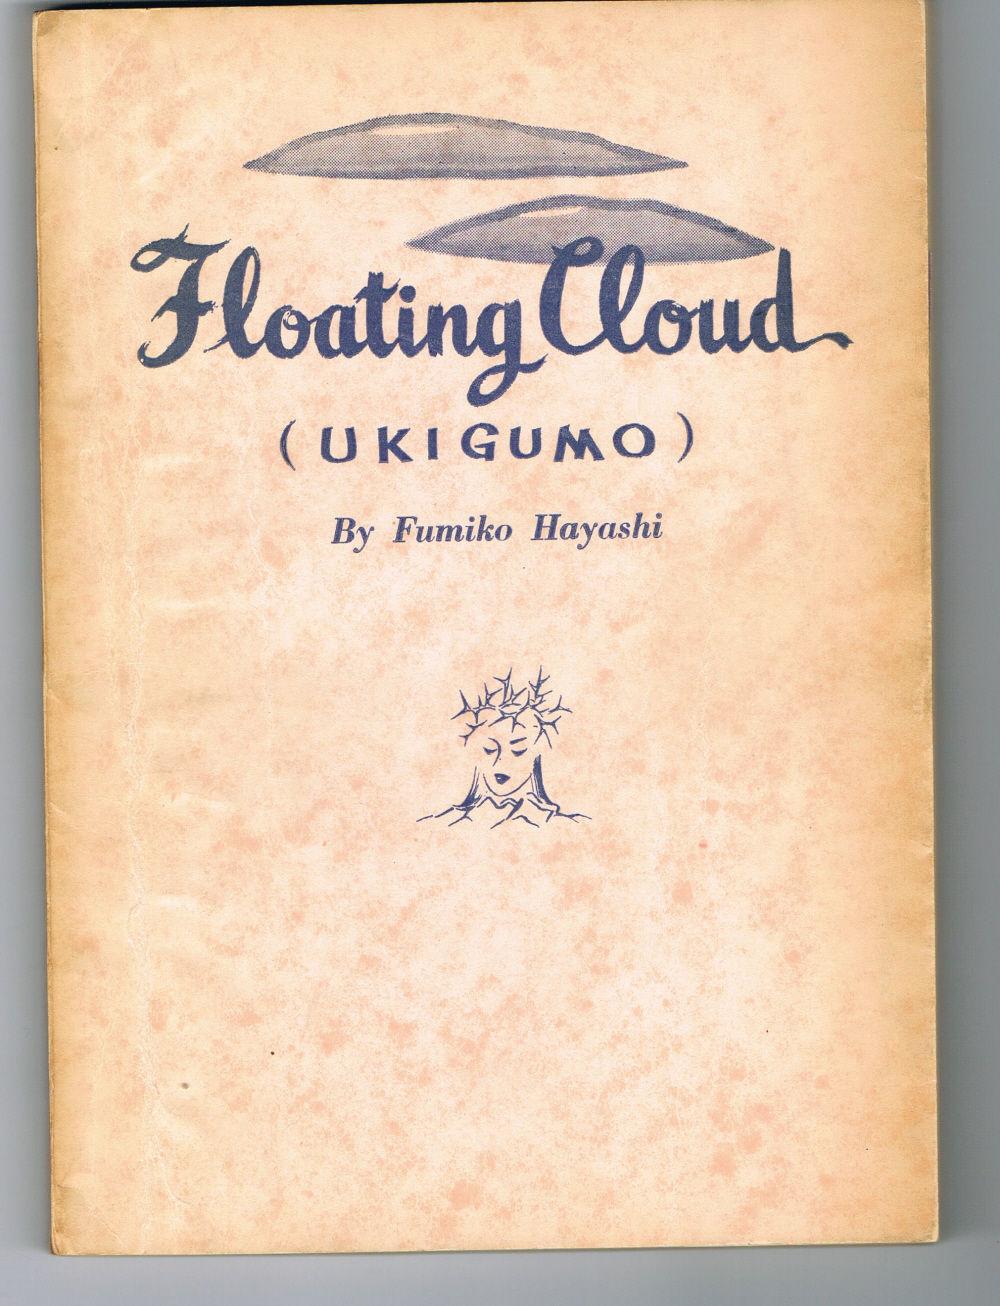 Floating Cloud
(UKIGUMO)
By Fumiko Hayashi